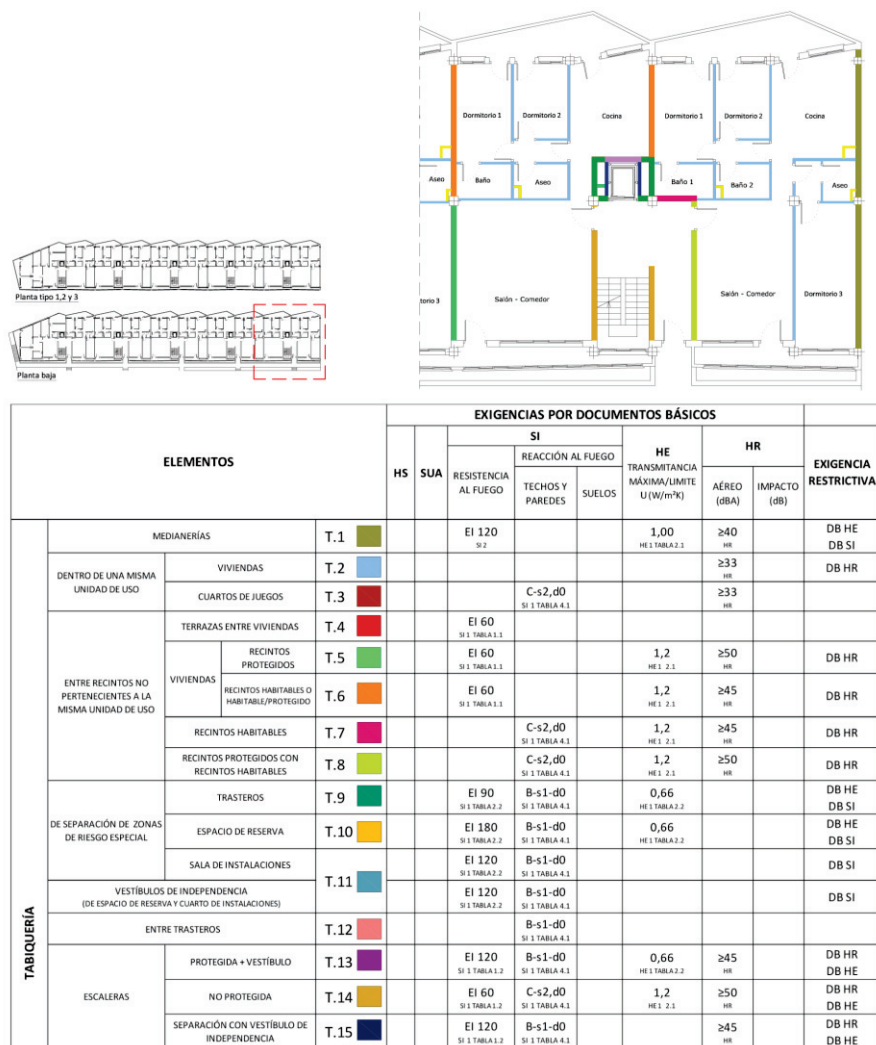 Dormitorio 1
Dormitorio 2
Cocina
Dormitorio 1
Dormitorio 2
Cocina
Aseo
Baño
Aseo
Baño 1
Baño 2
Aseo
Salón - Comedor
Salón - Comedor
Dormitorio 3
Planta tipo 1,2 y 3
Planta baja
ELEMENTOS
EXIGENCIAS POR DOCUMENTOS BÁSICOS
HS
SUA
SI
RESISTENCIA
AL FUEGO
REACCIÓN AL FUEGO
TECHOS Y
PAREDES
SUELOS
HE
TRANSMITANCIA
MÁXIMA/LIMITE
U (W/m²K)
HR
AÉREO
(dBA)
IMPACTO
(dB)
EXIGENCIA
RESTRICTIVA
TABIQUERÍA
MEDIANERÍAS T.1 EI 120 1,00 ≥40 DB HE
SI 2 HE 1 TABLA 2.1 HR DB SI
DENTRO DE UNA MISMA
UNIDAD DE USO
VIVIENDAS T.2 ≥33 DB HR
HR
CUARTOS DE JUEGOS T.3 C-s2,d0 ≥33
SI 1 TABLA 4.1 HR
ENTRE RECINTOS NO
PERTENECIENTES A LA
MISMA UNIDAD DE USO
TERRAZAS ENTRE VIVIENDAS T.4 EI 60
SI 1 TABLA 1.1
VIVIENDAS
RECINTOS
PROTEGIDOS
T.5 EI 60 1,2 ≥50 DB HR
SI 1 TABLA 1.1 HE 1 2.1 HR
RECINTOS HABITABLES O
HABITABLE/PROTEGIDO
T.6 EI 60 1,2 ≥45 DB HR
SI 1 TABLA 1.1 HE 1 2.1 HR
RECINTOS HABITABLES T.7 C-s2,d0 1,2 ≥45 DB HR
SI 1 TABLA 4.1 HE 1 2.1 HR
RECINTOS PROTEGIDOS CON
RECINTOS HABITABLES
T.8 C-s2,d0 1,2 ≥50 DB HR
SI 1 TABLA 4.1 HE 1 2.1 HR
DE SEPARACIÓN DE ZONAS
DE RIESGO ESPECIAL
TRASTEROS T.9 EI 90 B-s1-d0 0,66 DB HE
SI 1 TABLA 2.2 SI 1 TABLA 4.1 HE 1 TABLA 2.2 DB SI
ESPACIO DE RESERVA T.10 EI 180 B-s1-d0 0,66 DB HE
SI 1 TABLA 2.2 SI 1 TABLA 4.1 HE 1 TABLA 2.2 DB SI
SALA DE INSTALACIONES T.11 EI 120 B-s1-d0 DB SI
SI 1 TABLA 2.2 SI 1 TABLA 4.1
VESTÍBULOS DE INDEPENDENCIA
(DE ESPACIO DE RESERVA Y CUARTO DE INSTALACIONES)
EI 120 B-s1-d0 DB SI
SI 1 TABLA 2.2 SI 1 TABLA 4.1
ENTRE TRASTEROS T.12 B-s1-d0
SI 1 TABLA 4.1
ESCALERAS
PROTEGIDA + VESTÍBULO T.13 EI 120 B-s1-d0 0,66 ≥45 DB HR
SI 1 TABLA 1.2 SI 1 TABLA 4.1 HE 1 TABLA 2.2 HR DB HE
NO PROTEGIDA T.14 EI 60 C-s2,d0 1,2 ≥50 DB HR
SI 1 TABLA 1.2 SI 1 TABLA 4.1 HE 1 2.1 HR DB HE
SEPARACIÓN CON VESTÍBULO DE
INDEPENDENCIA
T.15 EI 120 B-s1-d0 ≥45 DB HR
SI 1 TABLA 1.2 SI 1 TABLA 4.1 HR DB HE